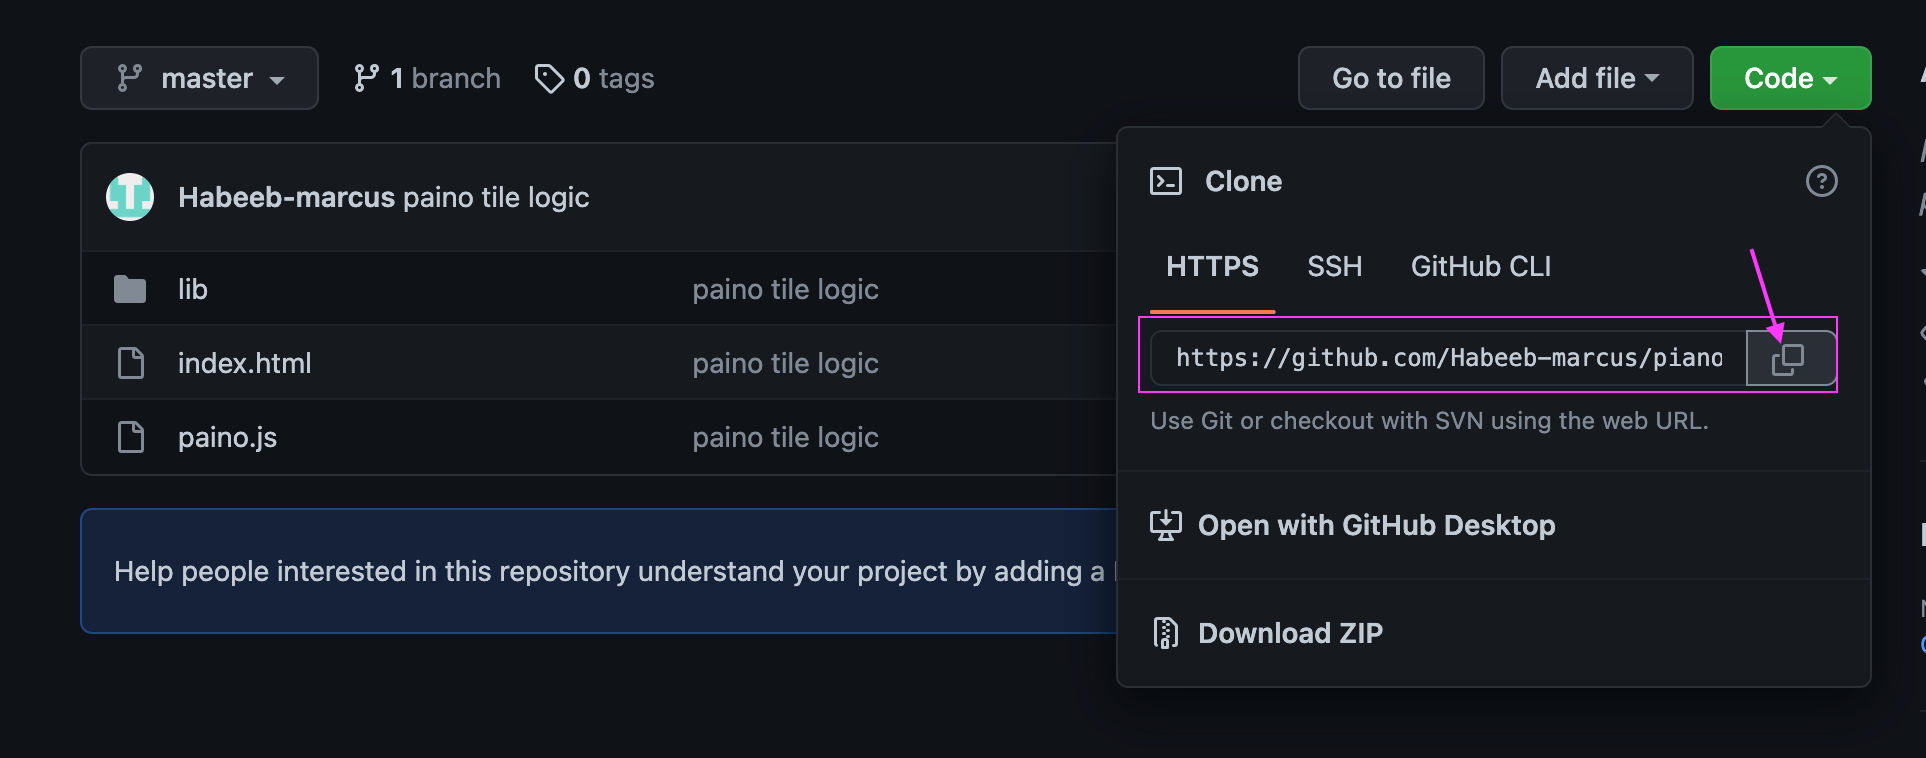 master 1 branch 0 tags Go to file Add file Code
Habeeb-marcus paino tile logic
lib paino tile logic
index.html paino tile logic
paino.js paino tile logic
Help people interested in this repository understand your project by adding a
Clone
HTTPS SSH GitHub CLI
https://github.com/Habeeb-marcus/piano
Use Git or checkout with SVN using the web URL.
Open with GitHub Desktop
Download ZIP